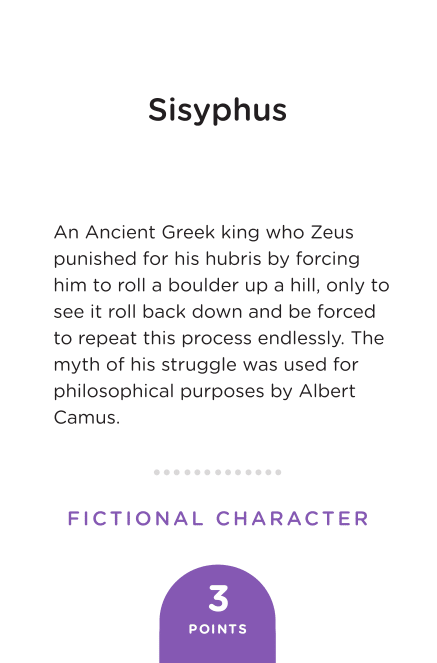 Sisyphus
An Ancient Greek king who Zeus
punished for his hubris by forcing
him to roll a boulder up a hill, only to
see it roll back down and be forced
to repeat this process endlessly. The
myth of his struggle was used for
philosophical purposes by Albert
Camus.
FICTIONAL CHARACTER
3
POINTS